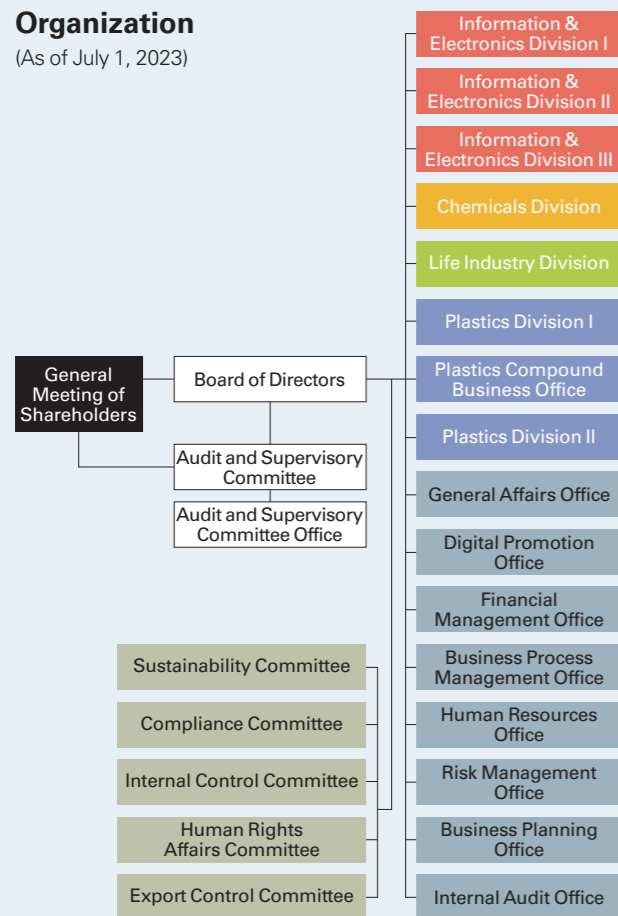 Organization
(As of July 1, 2023)
General
Meeting of
Shareholders
Board of Directors
Audit and Supervisory
Committee
Audit and Supervisory
Committee Office
Sustainability Committee
Compliance Committee
Internal Control Committee
Human Rights
Affairs Committee
Export Control Committee
Information &
Electronics Division I
Information &
Electronics Division II
Information &
Electronics Division III
Chemicals Division
Life Industry Division
Plastics Division I
Plastics Compound
Business Office
Plastics Division II
General Affairs Office
Digital Promotion
Office
Financial
Management Office
Business Process
Management Office
Human Resources
Office
Risk Management
Office
Business Planning
Office
Internal Audit Office